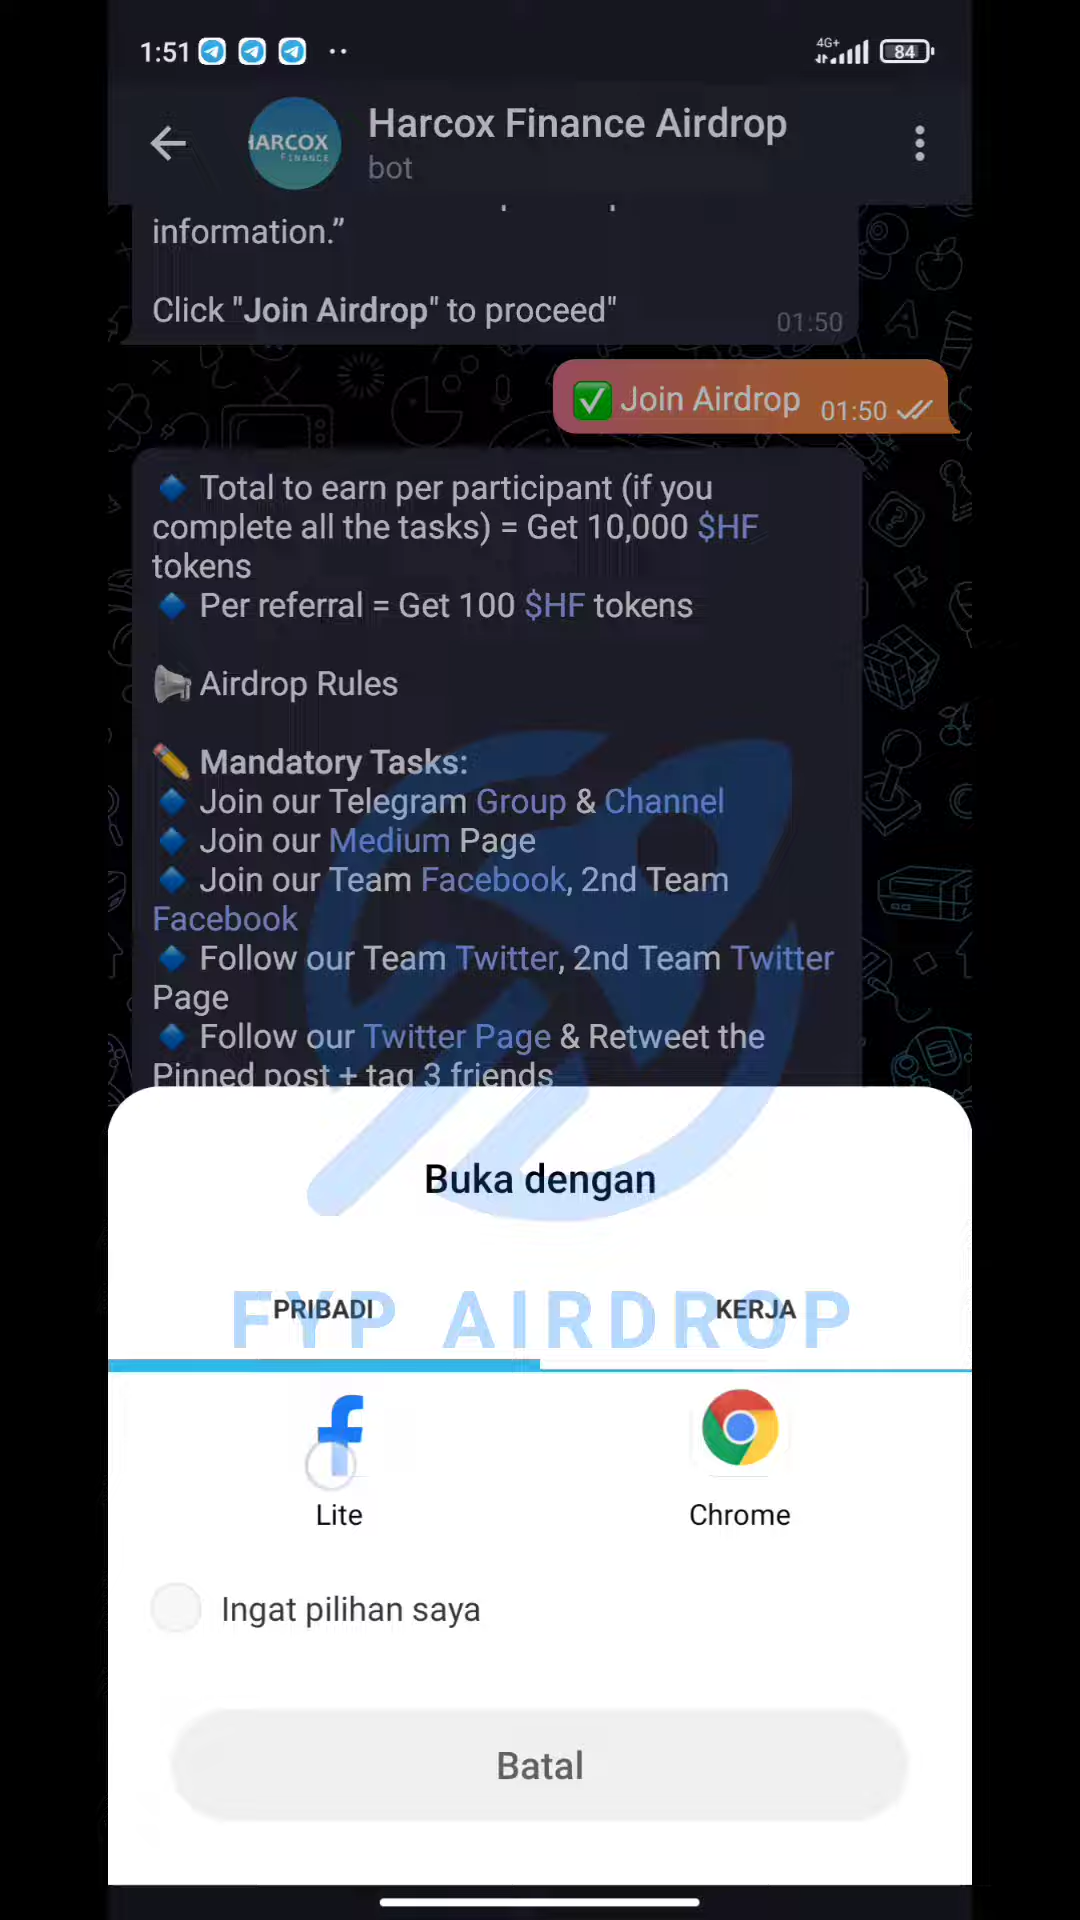 1:51
4G+
84
HARCOX
FINANCE
Harcox Finance Airdrop
bot
information.”
Click "Join Airdrop" to proceed"
01:50
✅ Join Airdrop 01:50
🔹 Total to earn per participant (if you
complete all the tasks) = Get 10,000 $HF
tokens
🔹 Per referral = Get 100 $HF tokens
📢 Airdrop Rules
✏️ Mandatory Tasks:
🔹 Join our Telegram Group & Channel
🔹 Join our Medium Page
🔹 Join our Team Facebook, 2nd Team
Facebook
🔹 Follow our Team Twitter, 2nd Team Twitter
Page
🔹 Follow our Twitter Page & Retweet the
Pinned post + tag 3 friends
Buka dengan
FYP AIRDROP
PRIBADI
KERJA
Lite
Chrome
Ingat pilihan saya
Batal